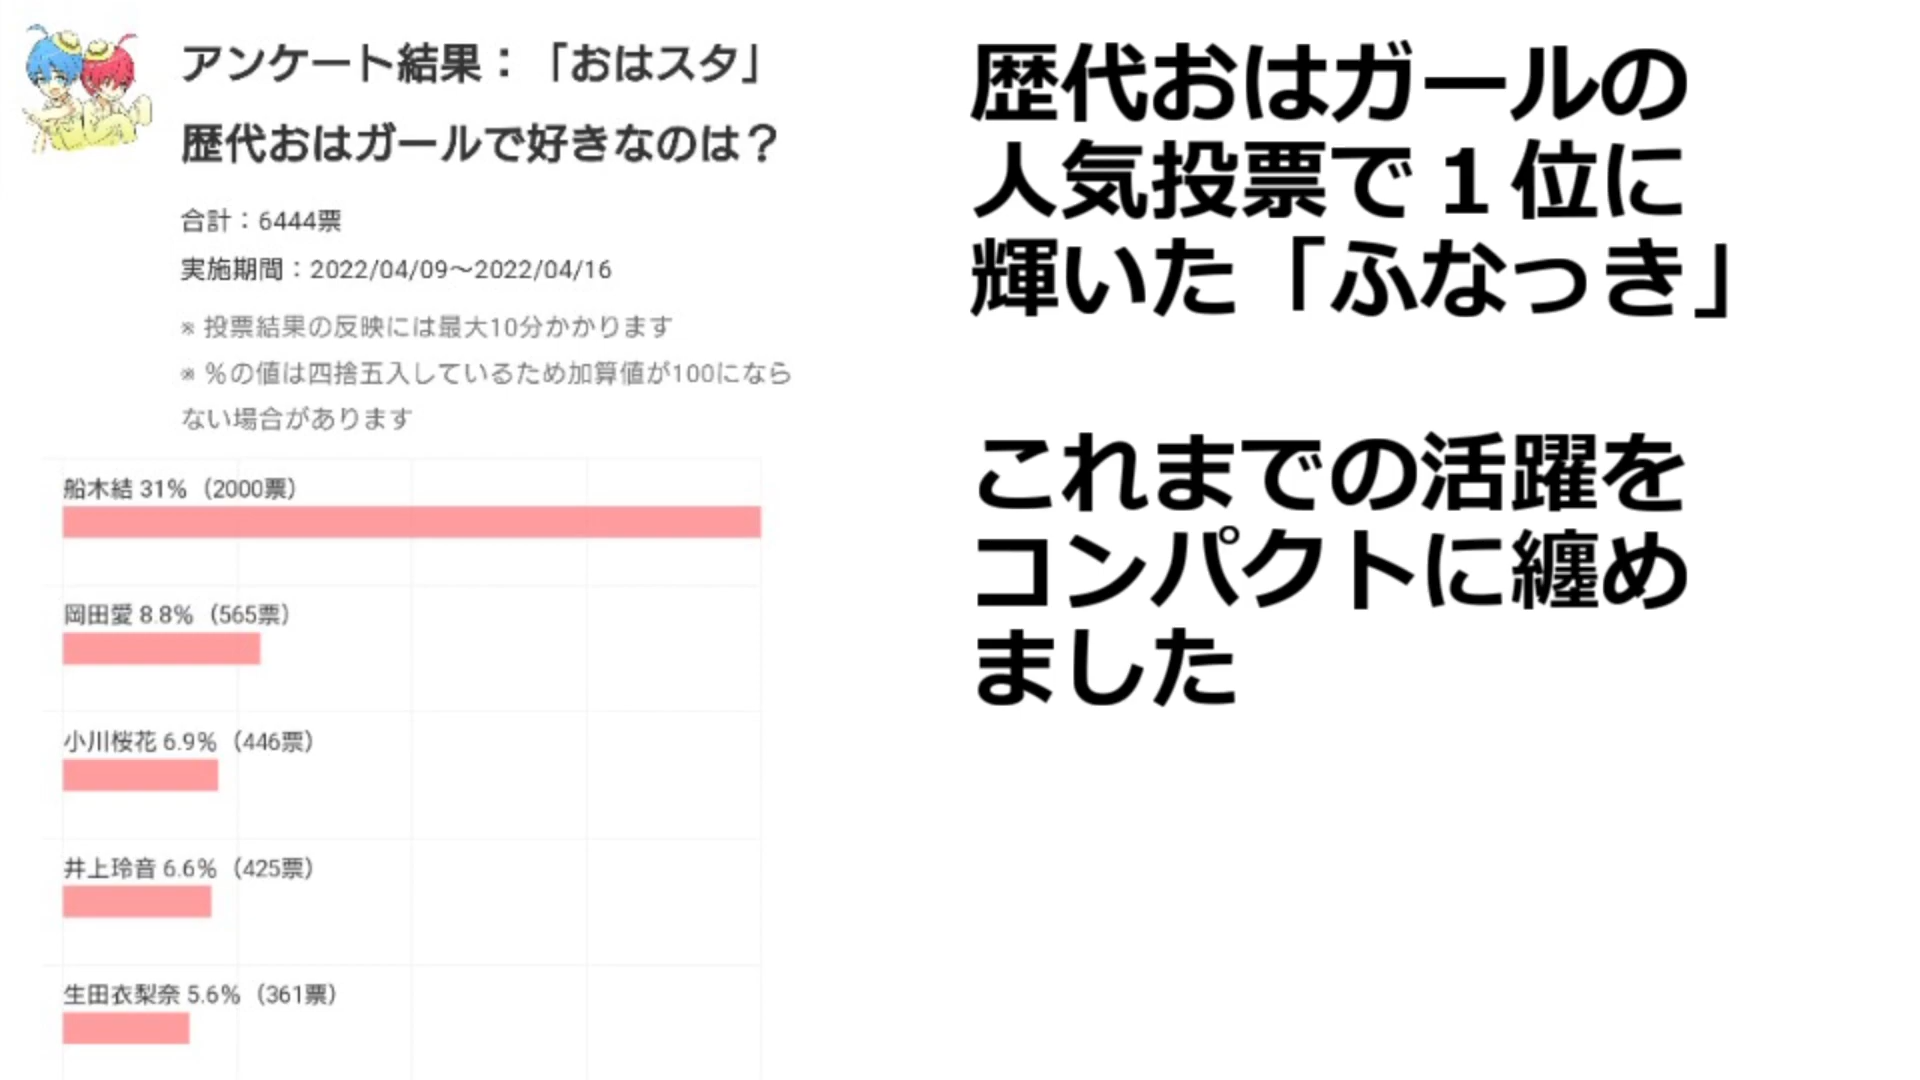 アンケート結果：「おはスタ」
歴代おはガールで好きなのは？
合計：6444票
実施期間：2022/04/09〜2022/04/16
※ 投票結果の反映には最大10分かかります
※ %の値は四捨五入しているため加算値が100になら
ない場合があります
船木結 31%（2000票）
岡田愛 8.8%（565票）
小川桜花 6.9%（446票）
井上玲音 6.6%（425票）
生田衣梨奈 5.6%（361票）
歴代おはガールの
人気投票で１位に
輝いた「ふなっき」
これまでの活躍を
コンパクトに纏め
ました